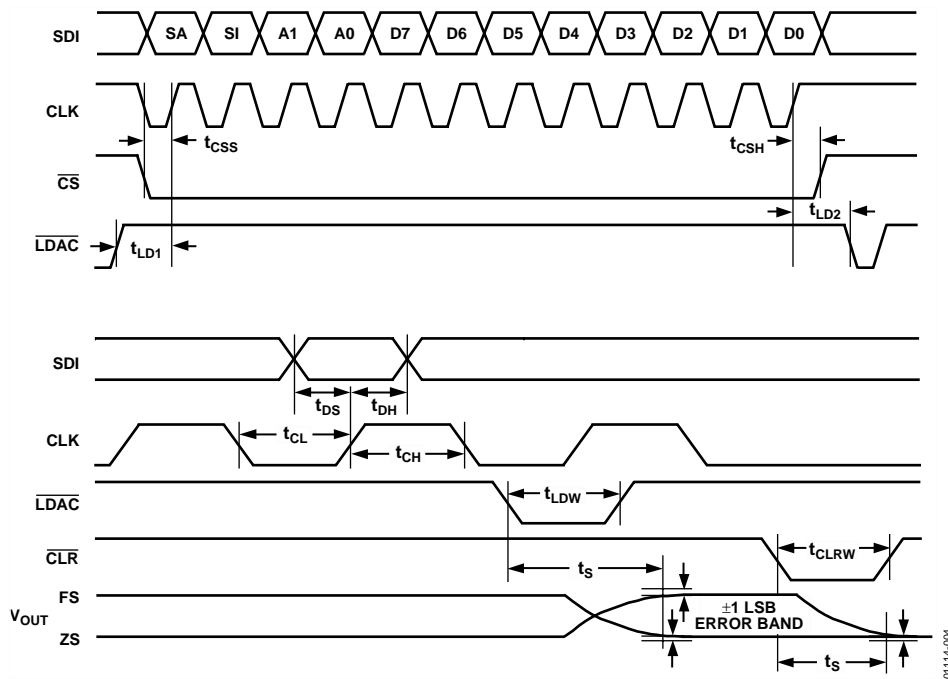 SDI SA SI A1 A0 D7 D6 D5 D4 D3 D2 D1 D0
CLK
tCSS tCSH
CS
tLD2
LDAC tLD1
SDI
tDS tDH
CLK tCL
tCH
LDAC tLDW
CLR tCLRW
tS
FS
VOUT ±1 LSB
ERROR BAND
ZS
tS
01114-004